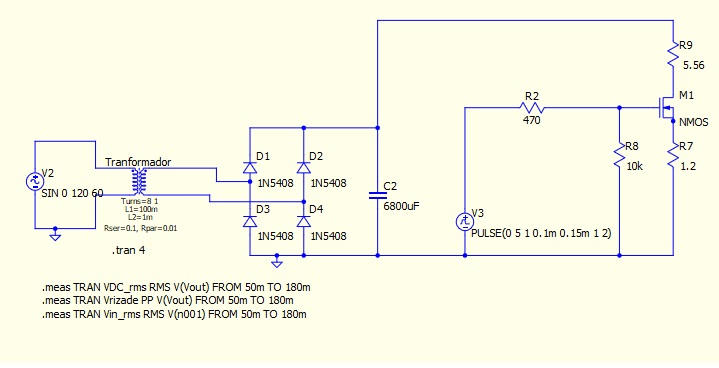 R9
5.56
M1
NMOS
R2
470
R8
10k
R7
1.2
D1
1N5408
D2
1N5408
Tranformador
V2
SIN 0 120 60
Turns=8 1
L1=100m
L2=1m
Rser=0.1, Rpar=0.01
C2
6800uF
D3
1N5408
D4
1N5408
V3
PULSE(0 5 1 0.1m 0.15m 1 2)
.tran 4
.meas TRAN VDC_rms RMS V(Vout) FROM 50m TO 180m
.meas TRAN Vrizade PP V(Vout) FROM 50m TO 180m
.meas TRAN Vin_rms RMS V(n001) FROM 50m TO 180m